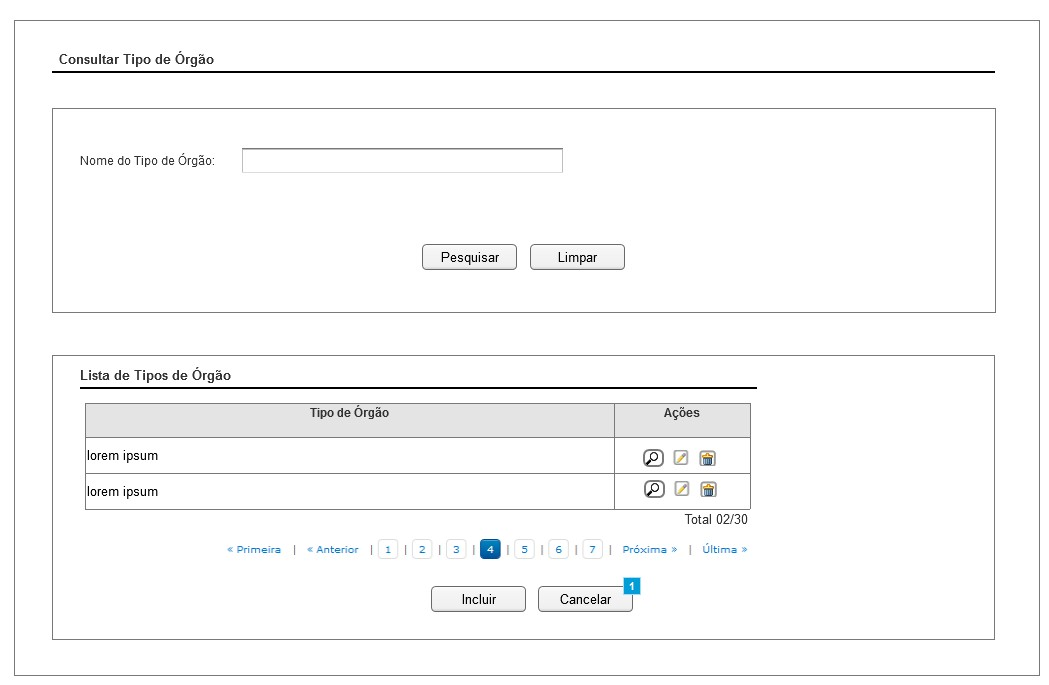 Consultar Tipo de Órgão
Nome do Tipo de Órgão:
Pesquisar Limpar
Lista de Tipos de Órgão
Tipo de Órgão Ações
lorem ipsum
lorem ipsum
Total 02/30
« Primeira | « Anterior | 1 | 2 | 3 | 4 | 5 | 6 | 7 | Próxima » | Última »
Incluir Cancelar 1